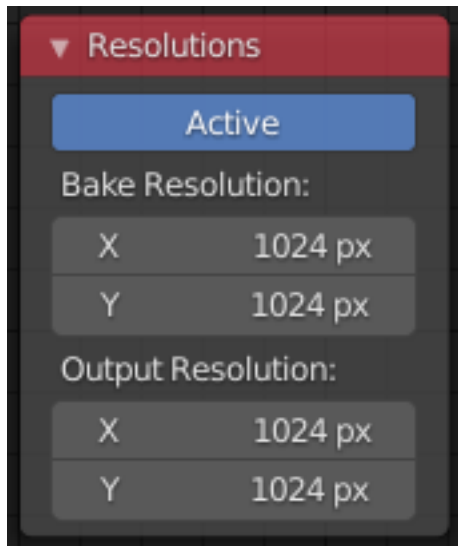 Resolutions
Active
Bake Resolution:
X 1024 px
Y 1024 px
Output Resolution:
X 1024 px
Y 1024 px